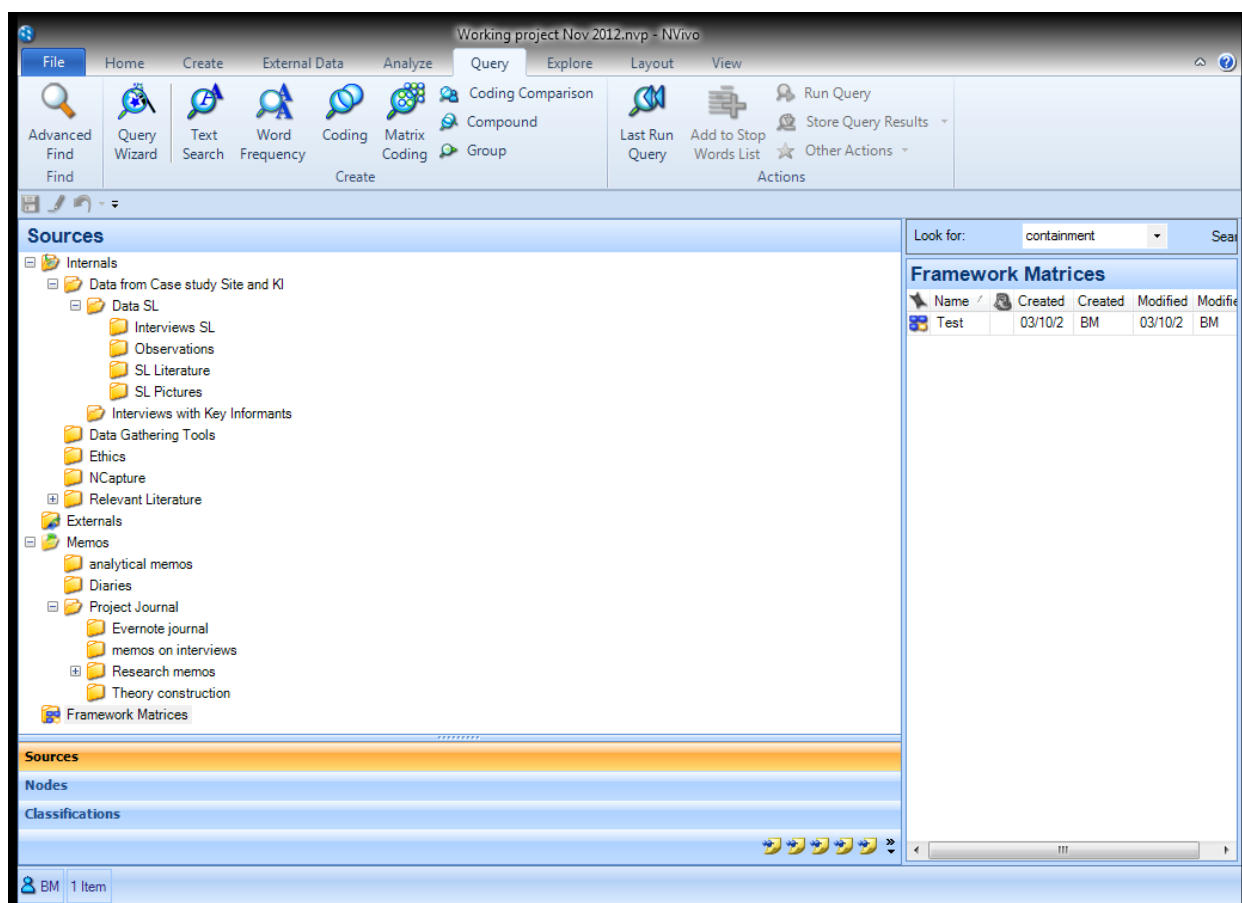 Working project Nov 2012.nvp - NVivo
File Home Create External Data Analyze Query Explore Layout View
Advanced Find
Query Wizard
Text Search
Word Frequency
Coding
Matrix Coding
Coding Comparison
Compound
Group
Last Run Query
Add to Stop Words List
Run Query
Store Query Results
Other Actions
Find Create Actions
Sources
Internals
Data from Case study Site and KI
Data SL
Interviews SL
Observations
SL Literature
SL Pictures
Interviews with Key Informants
Data Gathering Tools
Ethics
NCapture
Relevant Literature
Externals
Memos
analytical memos
Diaries
Project Journal
Evernote journal
memos on interviews
Research memos
Theory construction
Framework Matrices
Sources
Nodes
Classifications
Look for: containment Sear
Framework Matrices
Name Created Created Modified Modifie
Test 03/10/2 BM 03/10/2 BM
BM 1 Item